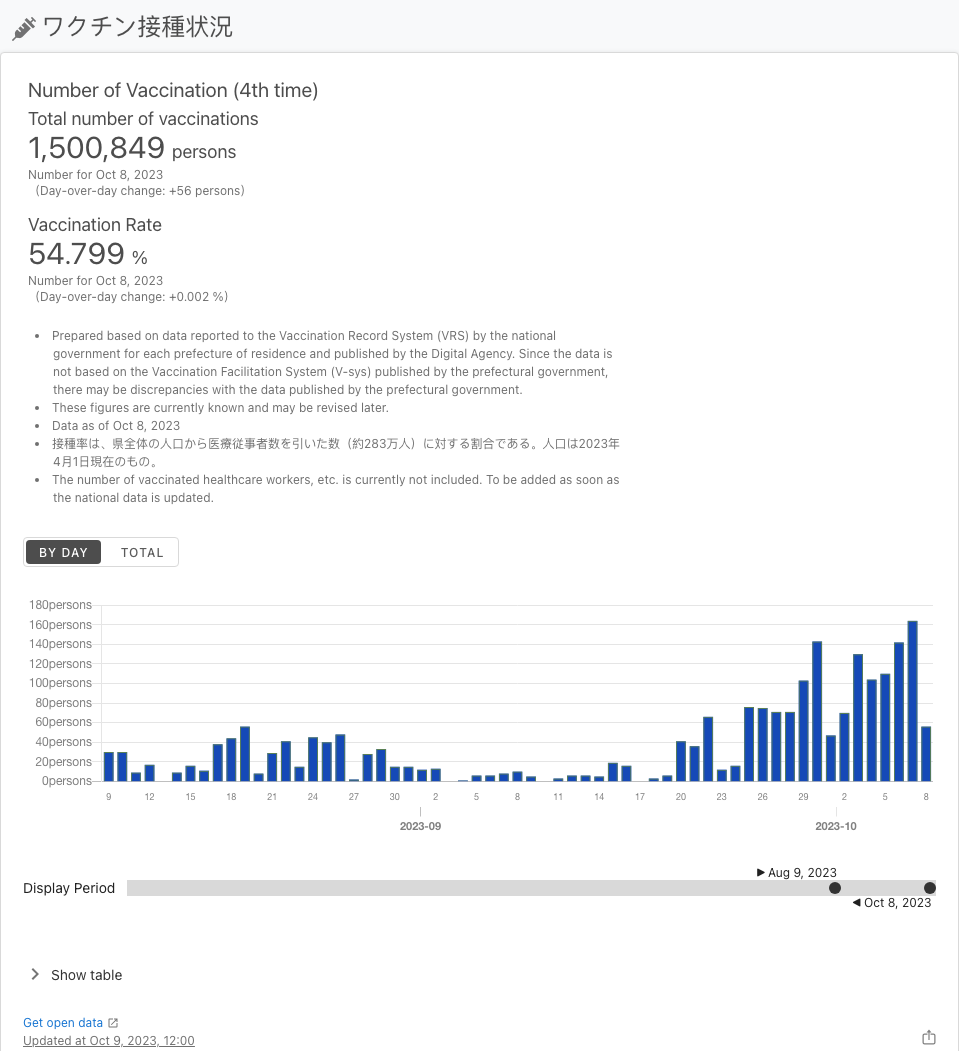 ワクチン接種状況
Number of Vaccination (4th time)
Total number of vaccinations
1,500,849 persons
Number for Oct 8, 2023
(Day-over-day change: +56 persons)
Vaccination Rate
54.799 %
Number for Oct 8, 2023
(Day-over-day change: +0.002 %)
• Prepared based on data reported to the Vaccination Record System (VRS) by the national
government for each prefecture of residence and published by the Digital Agency. Since the data is
not based on the Vaccination Facilitation System (V-sys) published by the prefectural government,
there may be discrepancies with the data published by the prefectural government.
• These figures are currently known and may be revised later.
• Data as of Oct 8, 2023
• 接種率は、県全体の人口から医療従事者数を引いた数（約283万人）に対する割合である。人口は2023年
4月1日現在のもの。
• The number of vaccinated healthcare workers, etc. is currently not included. To be added as soon as
the national data is updated.
BY DAY TOTAL
180persons
160persons
140persons
120persons
100persons
80persons
60persons
40persons
20persons
0persons
9 12 15 18 21 24 27 30 2 5 8 11 14 17 20 23 26 29 2 5 8
2023-09 2023-10
Aug 9, 2023
Display Period
Oct 8, 2023
Show table
Get open data
Updated at Oct 9, 2023, 12:00